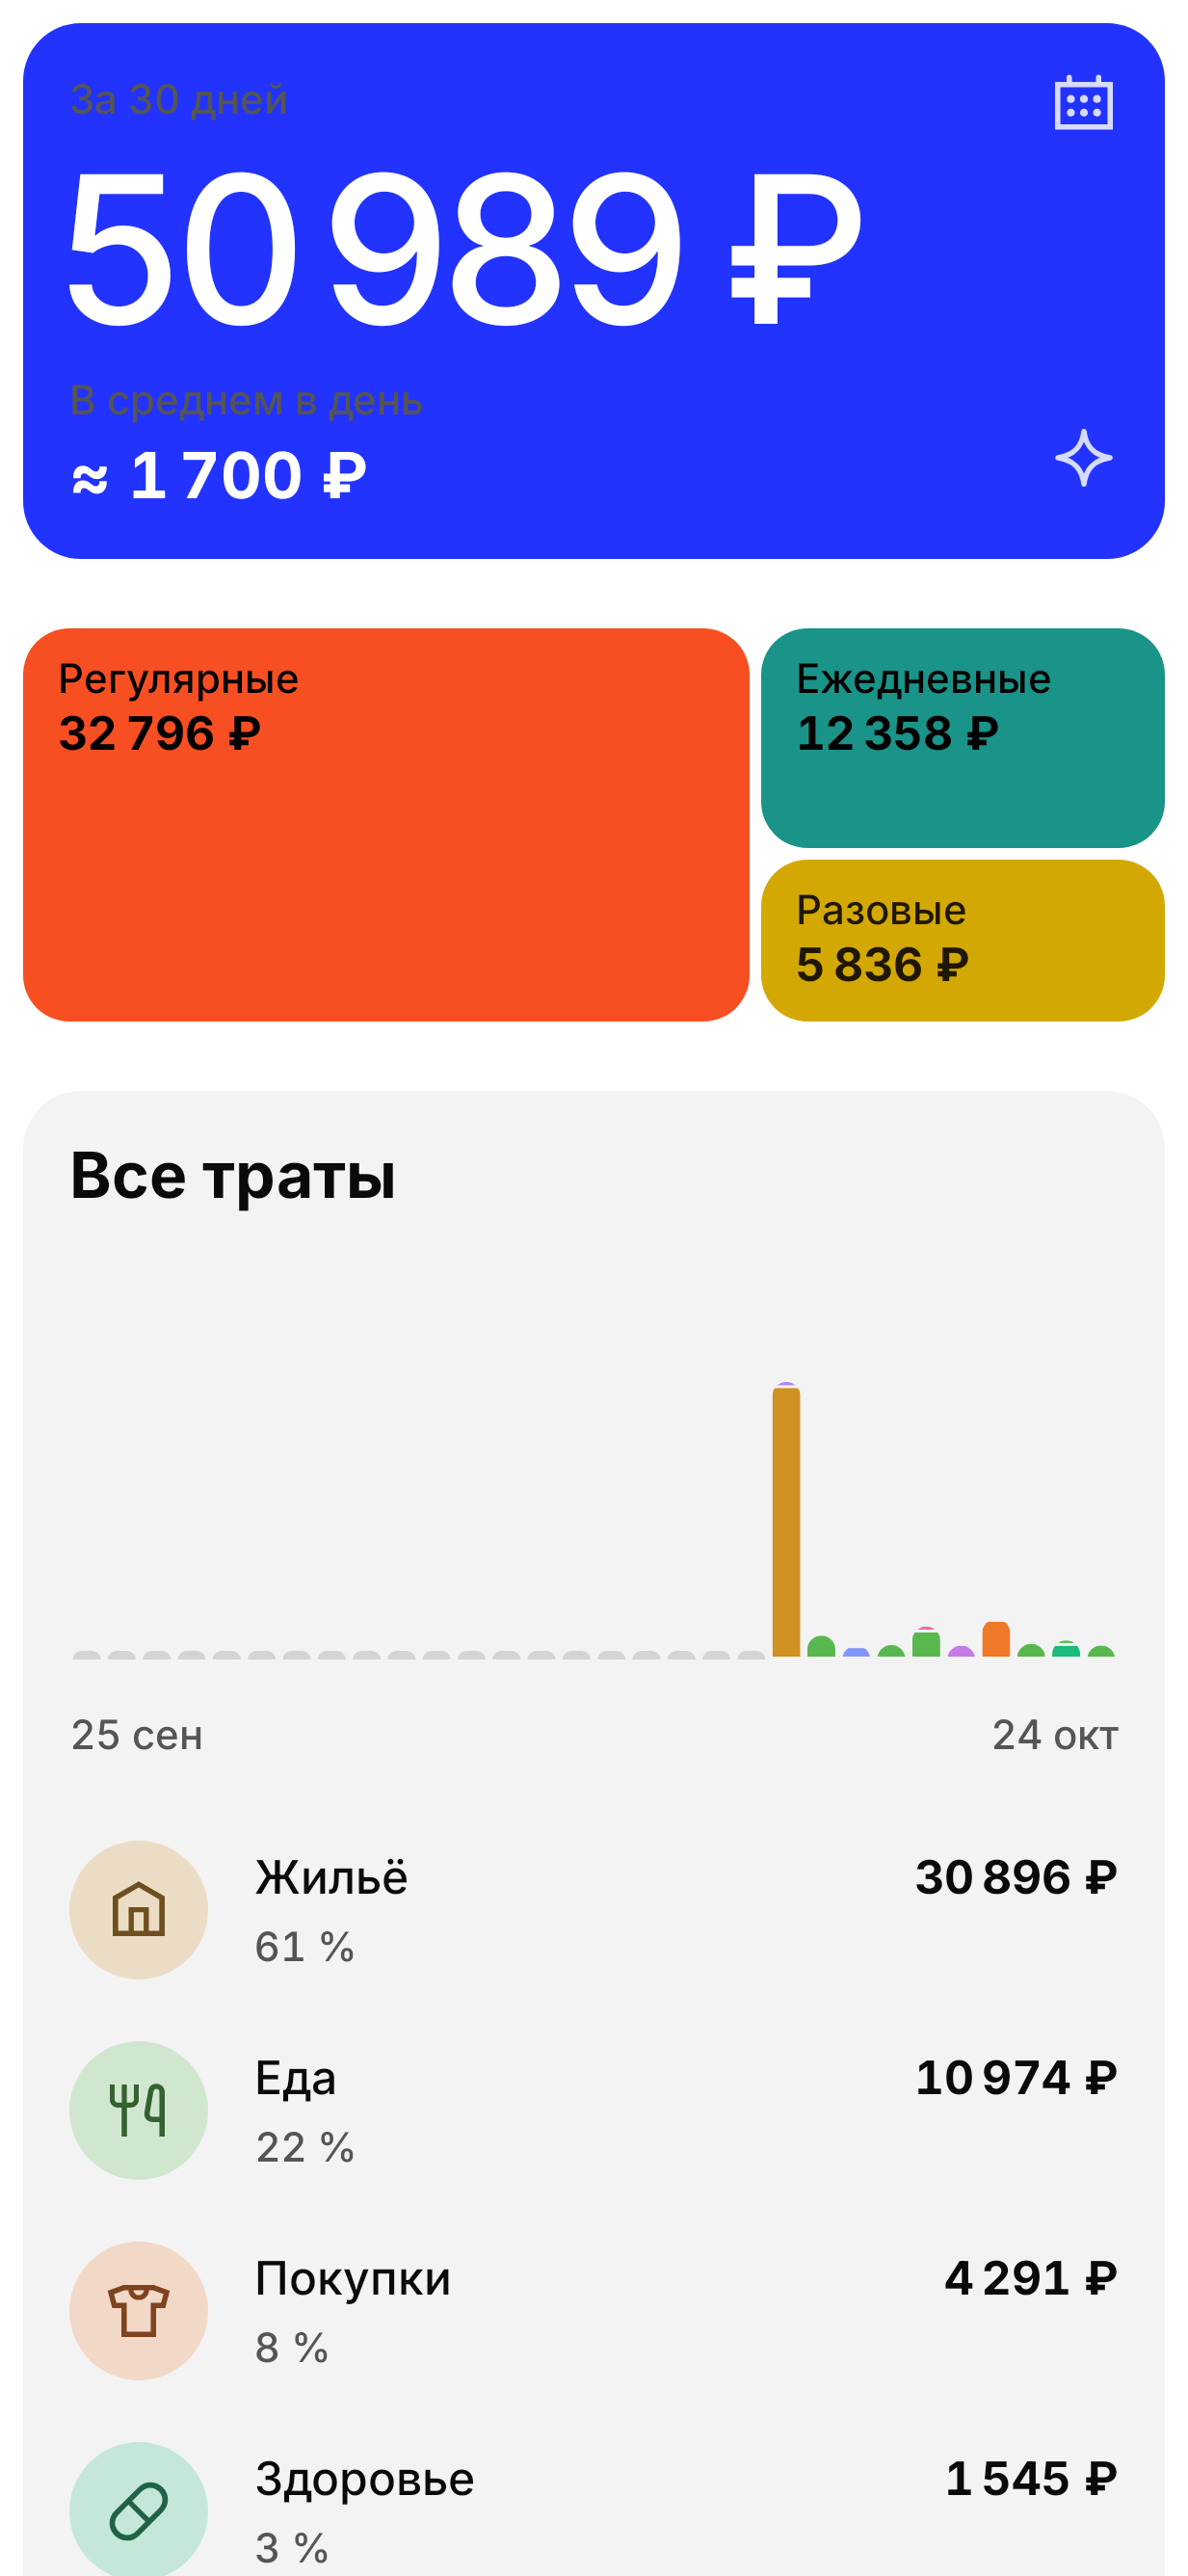 За 30 дней
50 989 ₽
В среднем в день
≈ 1 700 ₽
Регулярные
32 796 ₽
Ежедневные
12 358 ₽
Разовые
5 836 ₽
Все траты
25 сен
24 окт
Жильё
30 896 ₽
61 %
Еда
10 974 ₽
22 %
Покупки
4 291 ₽
8 %
Здоровье
1 545 ₽
3 %